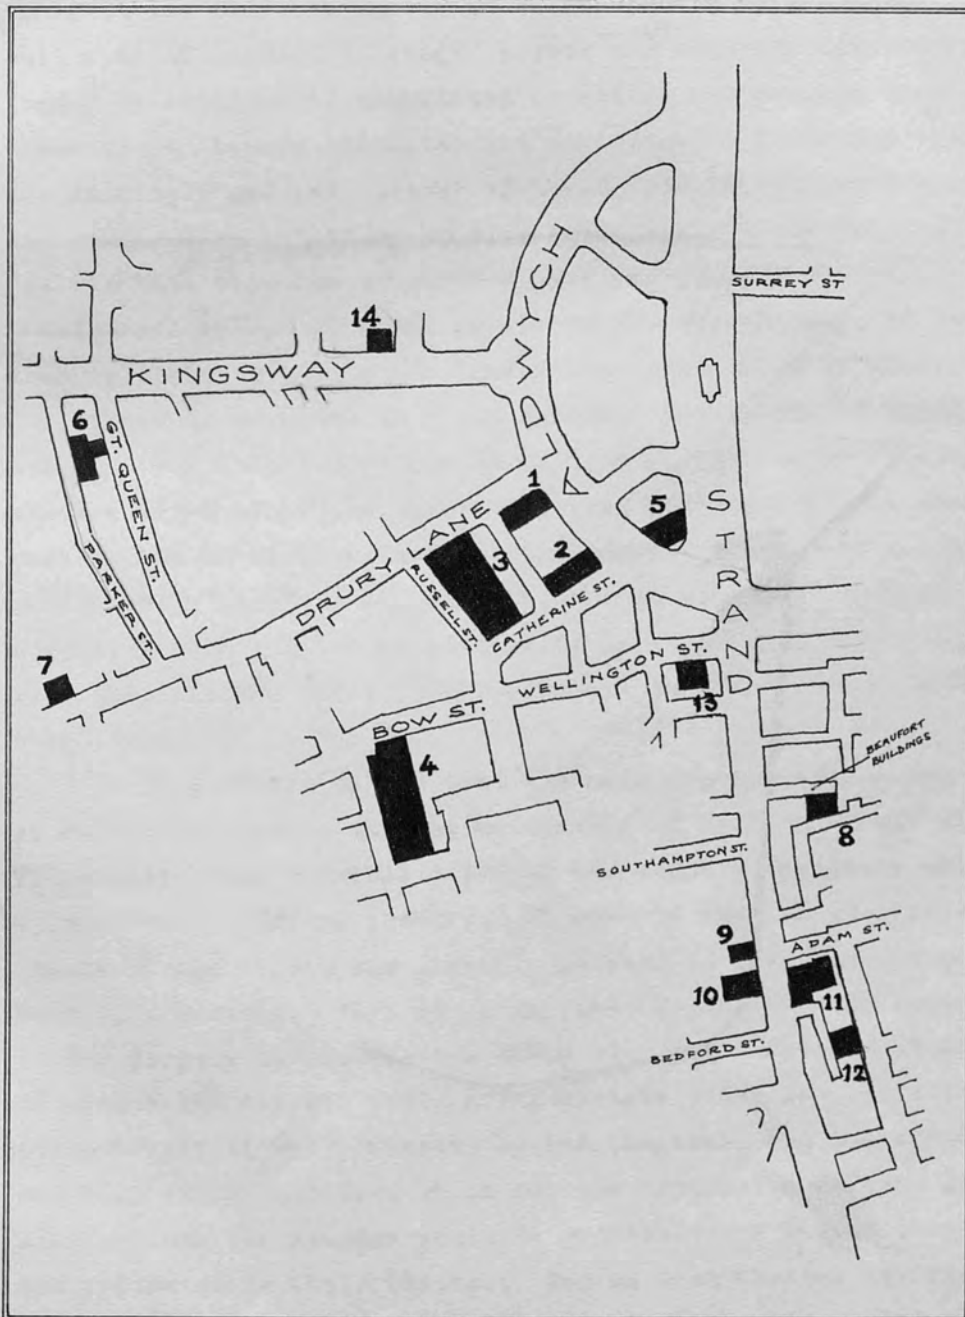 ALDWYCH
SURREY ST
14
KINGSWAY
6
GT. QUEEN ST.
PARKER ST.
7
DRURY LANE
1
2
3
RUSSELL ST.
CATHERINE ST.
5
STRAND
WELLINGTON ST.
13
BOW ST.
4
BEAUFORT
BUILDINGS
8
SOUTHAMPTON ST.
ADAM ST.
9
10
11
12
BEDFORD ST.